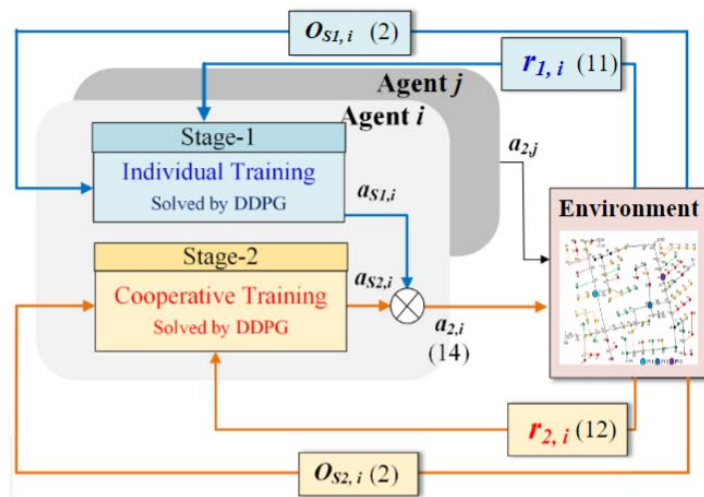 O_{S1, i} (2)
r_{1, i} (11)
Agent j
Agent i
Stage-1
Individual Training
Solved by DDPG
a_{S1,i}
a_{2,j}
Environment
Stage-2
Cooperative Training
Solved by DDPG
a_{S2,i}
a_{2,i}
(14)
r_{2, i} (12)
O_{S2, i} (2)